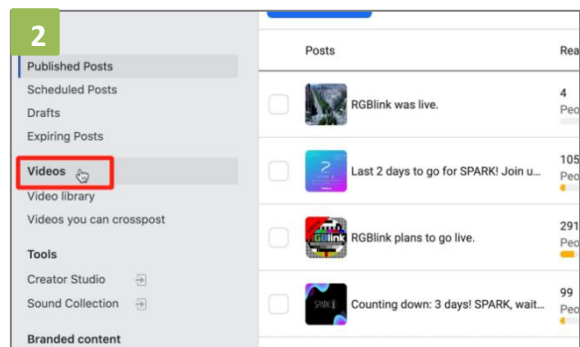 2
Published Posts
Scheduled Posts
Drafts
Expiring Posts
Videos
Video library
Videos you can crosspost
Tools
Creator Studio
Sound Collection
Branded content
Posts Rea
RGBlink was live. 4
Peo
Last 2 days to go for SPARK! Join u... 105
Peo
RGBlink plans to go live. 291
Peo
Counting down: 3 days! SPARK, wait... 99
Peo